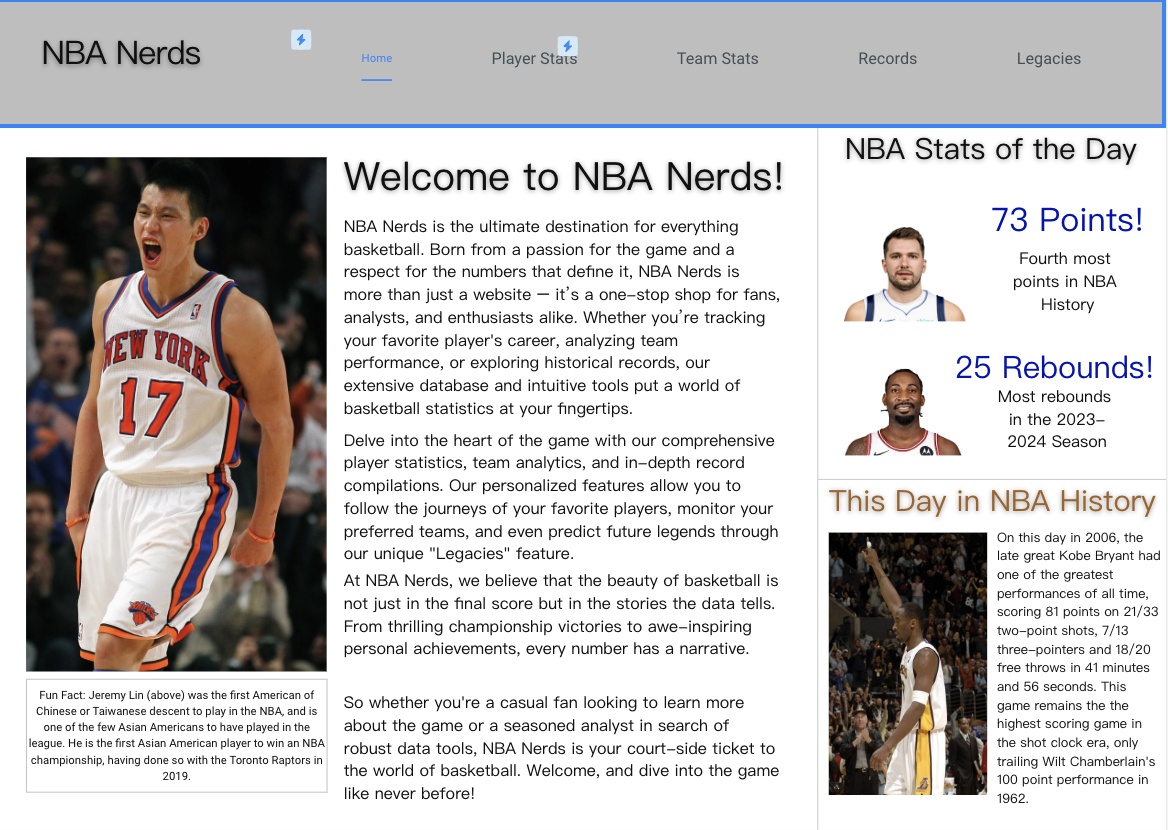 NBA Nerds
Home
Player Stats
Team Stats
Records
Legacies
NEW YORK
17
Fun Fact: Jeremy Lin (above) was the first American of
Chinese or Taiwanese descent to play in the NBA, and is
one of the few Asian Americans to have played in the
league. He is the first Asian American player to win an NBA
championship, having done so with the Toronto Raptors in
2019.
Welcome to NBA Nerds!
NBA Nerds is the ultimate destination for everything
basketball. Born from a passion for the game and a
respect for the numbers that define it, NBA Nerds is
more than just a website — it’s a one-stop shop for fans,
analysts, and enthusiasts alike. Whether you’re tracking
your favorite player's career, analyzing team
performance, or exploring historical records, our
extensive database and intuitive tools put a world of
basketball statistics at your fingertips.
Delve into the heart of the game with our comprehensive
player statistics, team analytics, and in-depth record
compilations. Our personalized features allow you to
follow the journeys of your favorite players, monitor your
preferred teams, and even predict future legends through
our unique "Legacies" feature.
At NBA Nerds, we believe that the beauty of basketball is
not just in the final score but in the stories the data tells.
From thrilling championship victories to awe-inspiring
personal achievements, every number has a narrative.
So whether you're a casual fan looking to learn more
about the game or a seasoned analyst in search of
robust data tools, NBA Nerds is your court-side ticket to
the world of basketball. Welcome, and dive into the game
like never before!
NBA Stats of the Day
73 Points!
Fourth most
points in NBA
History
25 Rebounds!
Most rebounds
in the 2023-
2024 Season
This Day in NBA History
On this day in 2006, the
late great Kobe Bryant had
one of the greatest
performances of all time,
scoring 81 points on 21/33
two-point shots, 7/13
three-pointers and 18/20
free throws in 41 minutes
and 56 seconds. This
game remains the the
highest scoring game in
the shot clock era, only
trailing Wilt Chamberlain's
100 point performance in
1962.